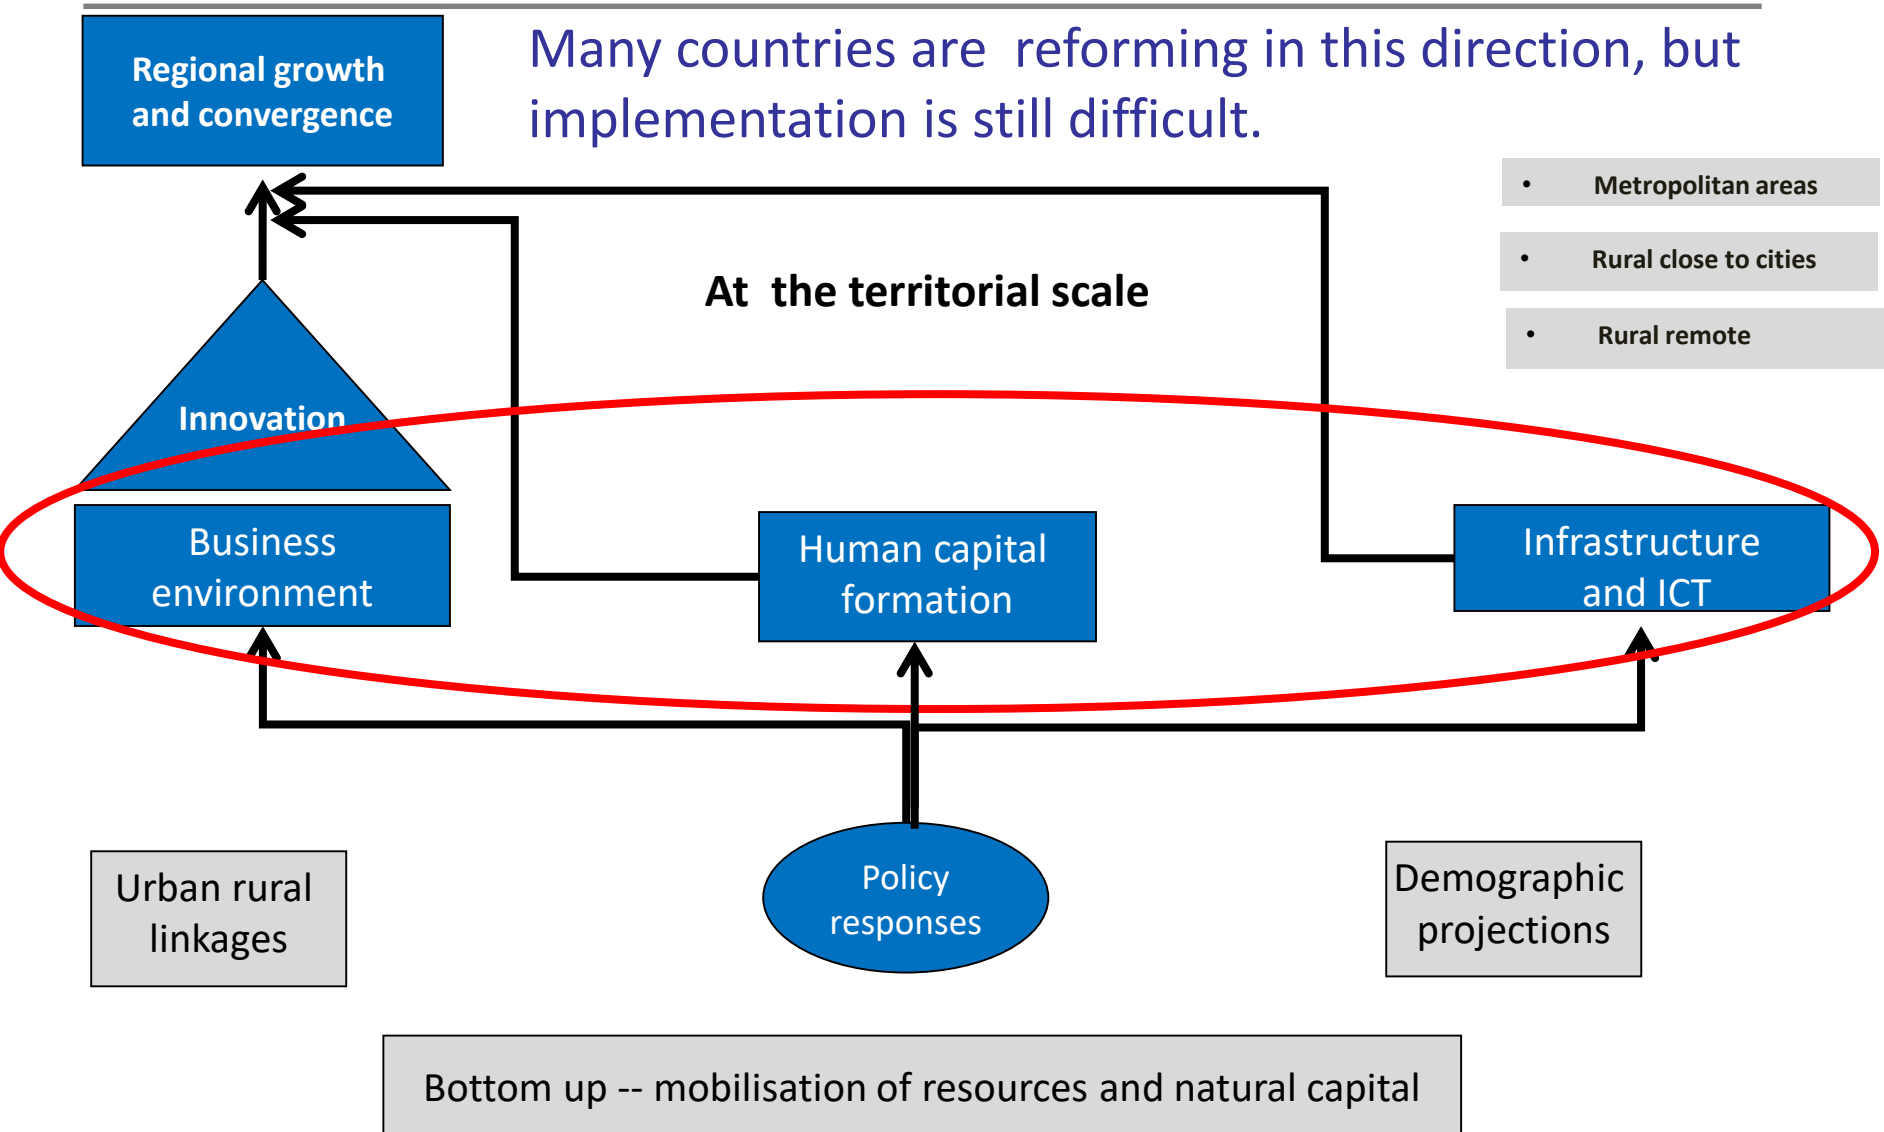 Regional growth
and convergence
Many countries are  reforming in this direction, but
implementation is still difficult.
• Metropolitan areas
• Rural close to cities
• Rural remote
At  the territorial scale
Innovation
Business
environment
Human capital
formation
Infrastructure
and ICT
Policy
responses
Urban rural
linkages
Demographic
projections
Bottom up -- mobilisation of resources and natural capital